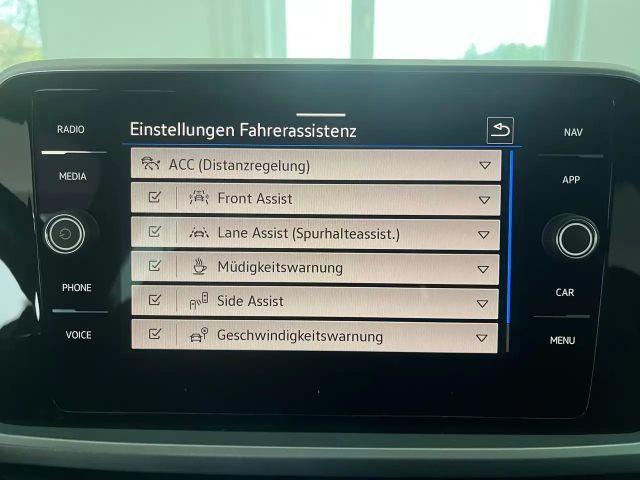 RADIO
MEDIA
PHONE
VOICE
Einstellungen Fahrerassistenz
ACC (Distanzregelung)
Front Assist
Lane Assist (Spurhalteassist.)
Müdigkeitswarnung
Side Assist
Geschwindigkeitswarnung
NAV
APP
CAR
MENU